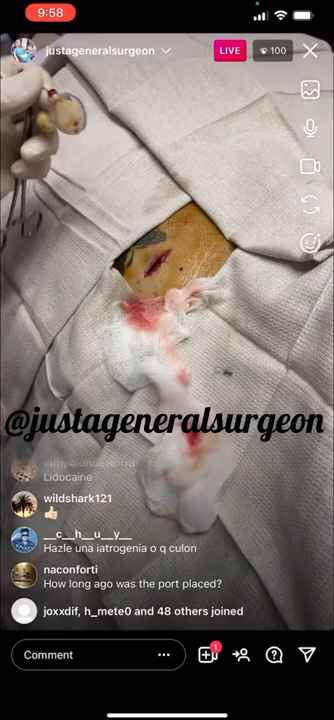 9:58
justageneralsurgeon
LIVE
100
@justageneralsurgeon
Lidocaine
wildshark121
👍🏻
__c__h__u__y__
Hazle una iatrogenia o q culon
naconforti
How long ago was the port placed?
joxxdif, h_mete0 and 48 others joined
Comment
1